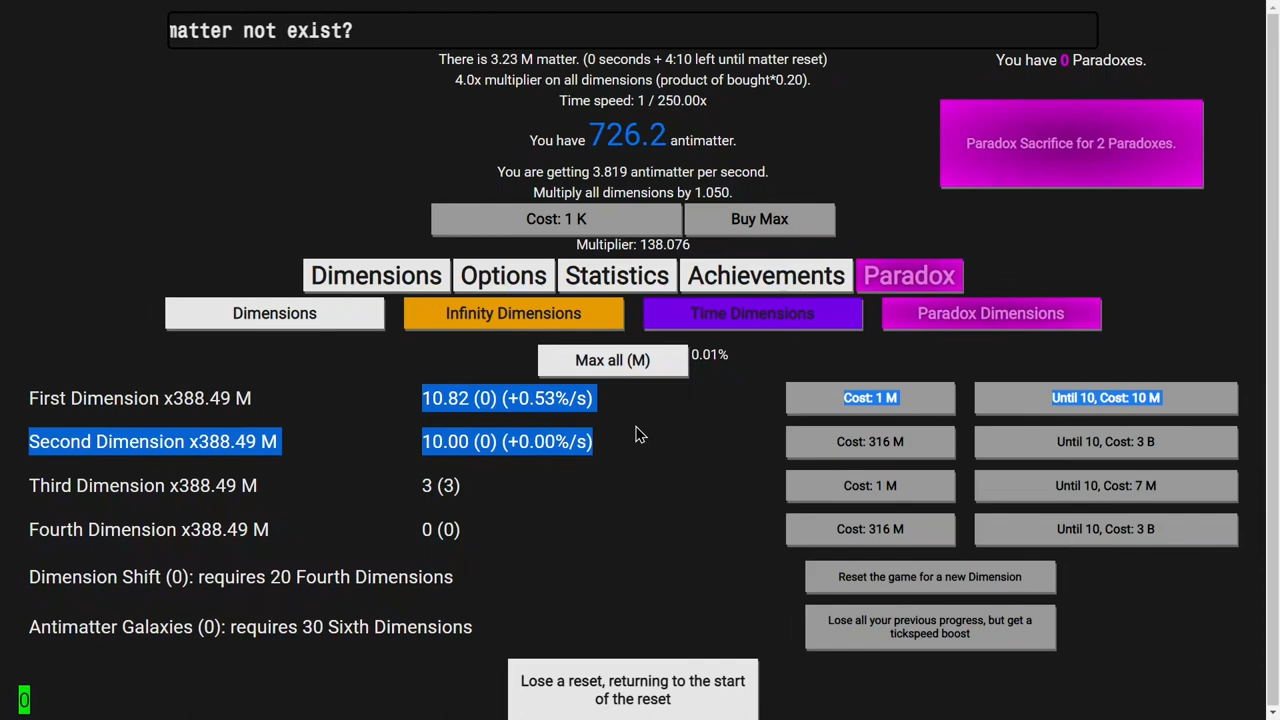 matter not exist?
There is 3.23 M matter. (0 seconds + 4:10 left until matter reset)
You have 0 Paradoxes.
4.0x multiplier on all dimensions (product of bought*0.20).
Time speed: 1 / 250.00x
You have 726.2 antimatter.
Paradox Sacrifice for 2 Paradoxes.
You are getting 3.819 antimatter per second.
Multiply all dimensions by 1.050.
Cost: 1 K Buy Max
Multiplier: 138.076
Dimensions Options Statistics Achievements Paradox
Dimensions Infinity Dimensions Time Dimensions Paradox Dimensions
Max all (M) 0.01%
First Dimension x388.49 M 10.82 (0) (+0.53%/s) Cost: 1 M Until 10, Cost: 10 M
Second Dimension x388.49 M 10.00 (0) (+0.00%/s) Cost: 316 M Until 10, Cost: 3 B
Third Dimension x388.49 M 3 (3) Cost: 1 M Until 10, Cost: 7 M
Fourth Dimension x388.49 M 0 (0) Cost: 316 M Until 10, Cost: 3 B
Dimension Shift (0): requires 20 Fourth Dimensions Reset the game for a new Dimension
Antimatter Galaxies (0): requires 30 Sixth Dimensions
Lose all your previous progress, but get a
tickspeed boost
Lose a reset, returning to the start
of the reset
0